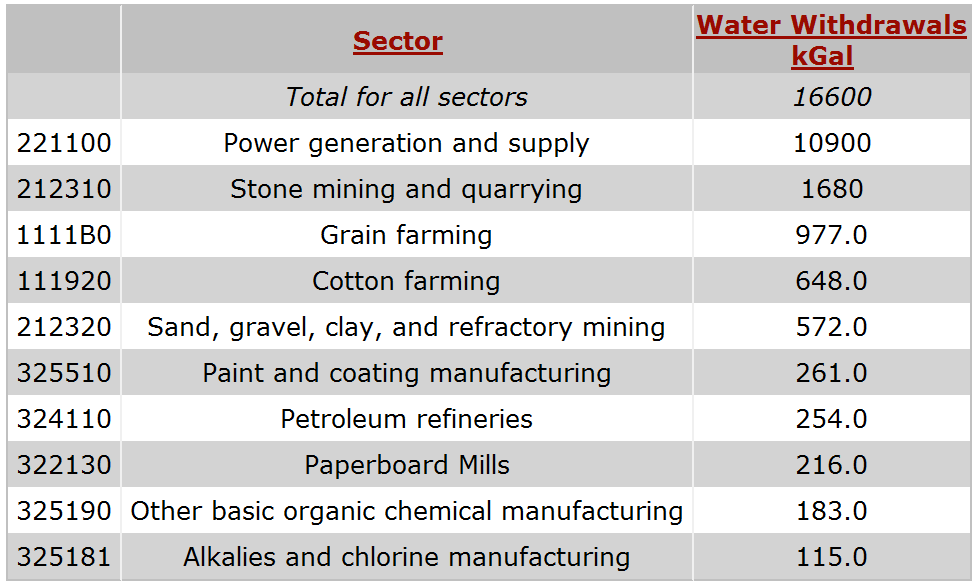 Sector Water Withdrawals
kGal
Total for all sectors 16600
221100 Power generation and supply 10900
212310 Stone mining and quarrying 1680
1111B0 Grain farming 977.0
111920 Cotton farming 648.0
212320 Sand, gravel, clay, and refractory mining 572.0
325510 Paint and coating manufacturing 261.0
324110 Petroleum refineries 254.0
322130 Paperboard Mills 216.0
325190 Other basic organic chemical manufacturing 183.0
325181 Alkalies and chlorine manufacturing 115.0